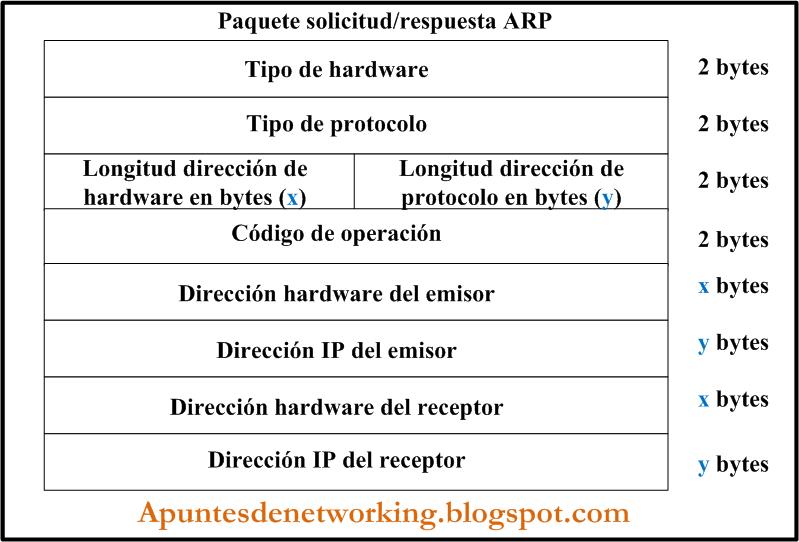 Paquete solicitud/respuesta ARP
Tipo de hardware
2 bytes
Tipo de protocolo
2 bytes
Longitud dirección de
hardware en bytes (x)
Longitud dirección de
protocolo en bytes (y)
2 bytes
Código de operación
2 bytes
Dirección hardware del emisor
x bytes
Dirección IP del emisor
y bytes
Dirección hardware del receptor
x bytes
Dirección IP del receptor
y bytes
Apuntesdenetworking.blogspot.com